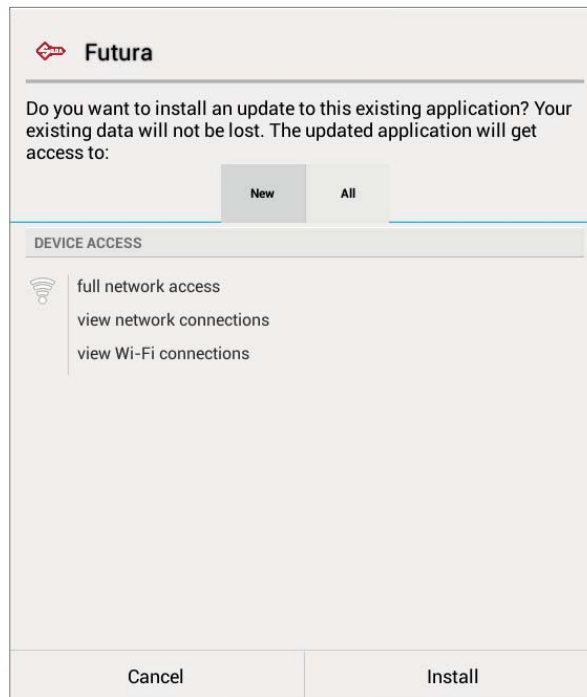 Futura
Do you want to install an update to this existing application? Your
existing data will not be lost. The updated application will get
access to:
New All
DEVICE ACCESS
full network access
view network connections
view Wi-Fi connections
Cancel Install